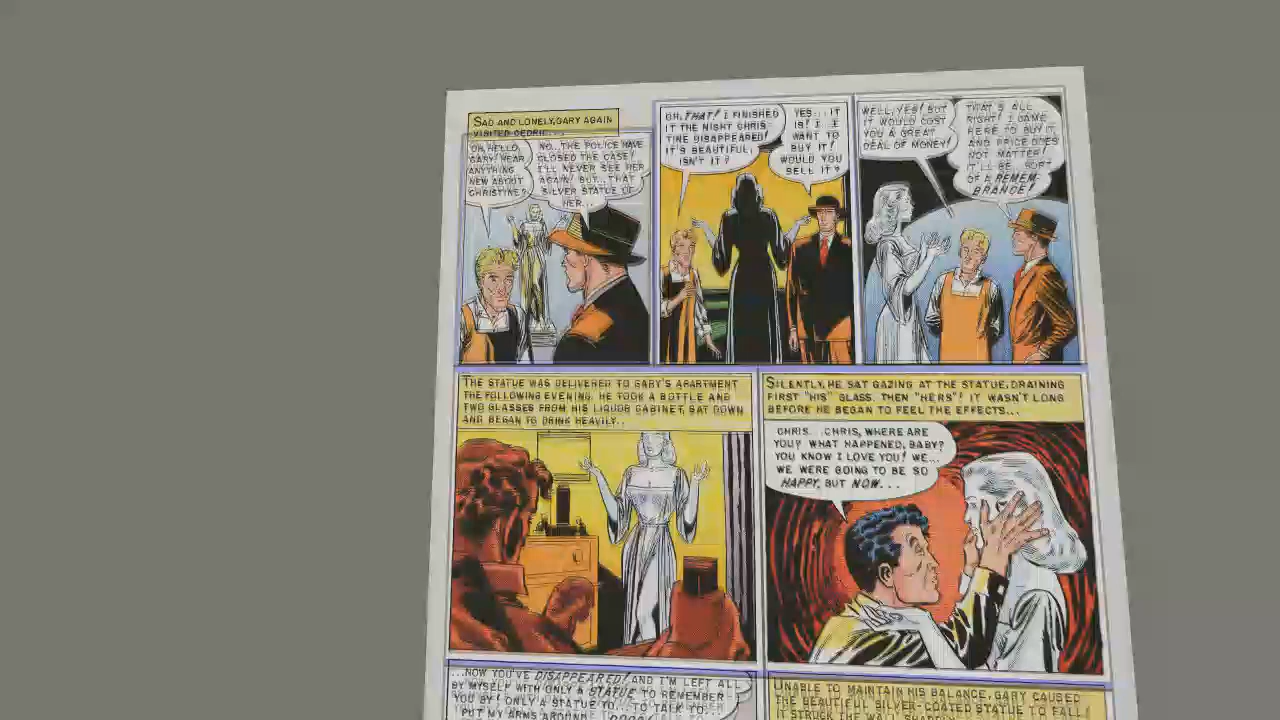 SAD AND LONELY, GARY AGAIN
VISITED CEDRIC...
OH, HELLO,
GARY! HEAR
ANYTHING
NEW ABOUT
CHRISTINE?
NO. THE POLICE HAVE
CLOSED THE CASE!
I'LL NEVER SEE HER
AGAIN! BUT... THAT
SILVER STATUE OF
HER...
OH, THAT! I FINISHED
IT THE NIGHT CHRIS-
TINE DISAPPEARED!
IT'S BEAUTIFUL,
ISN'T IT?
YES... IT
IS! I... I
WANT TO
BUY IT!
WOULD YOU
SELL IT?
WELL, YES! BUT
IT WOULD COST
YOU A GREAT
DEAL OF MONEY!
THAT'S ALL
RIGHT! I CAME
HERE TO BUY IT,
AND PRICE DOES
NOT MATTER!
IT'LL BE SORT
OF A REMEM-
BRANCE!
THE STATUE WAS DELIVERED TO GARY'S APARTMENT
THE FOLLOWING EVENING. HE TOOK A BOTTLE AND
TWO GLASSES FROM HIS LIQUOR CABINET, SAT DOWN
AND BEGAN TO DRINK HEAVILY...
SILENTLY, HE SAT GAZING AT THE STATUE, DRAINING
FIRST "HIS" GLASS, THEN "HERS"! IT WASN'T LONG
BEFORE HE BEGAN TO FEEL THE EFFECTS...
CHRIS... CHRIS, WHERE ARE
YOU? WHAT HAPPENED, BABY?
YOU KNOW I LOVE YOU! WE...
WE WERE GOING TO BE SO
HAPPY, BUT NOW...
...NOW YOU'VE DISAPPEARED! AND I'M LEFT ALL
BY MYSELF WITH ONLY A STATUE TO REMEMBER
YOU BY! ONLY A STATUE TO... TO TALK TO...
PUT MY ARMS AROUND
UNABLE TO MAINTAIN HIS BALANCE, GARY CAUSED
THE BEAUTIFUL SILVER-COATED STATUE TO FALL!
IT STRUCK THE WALL SHARPLY